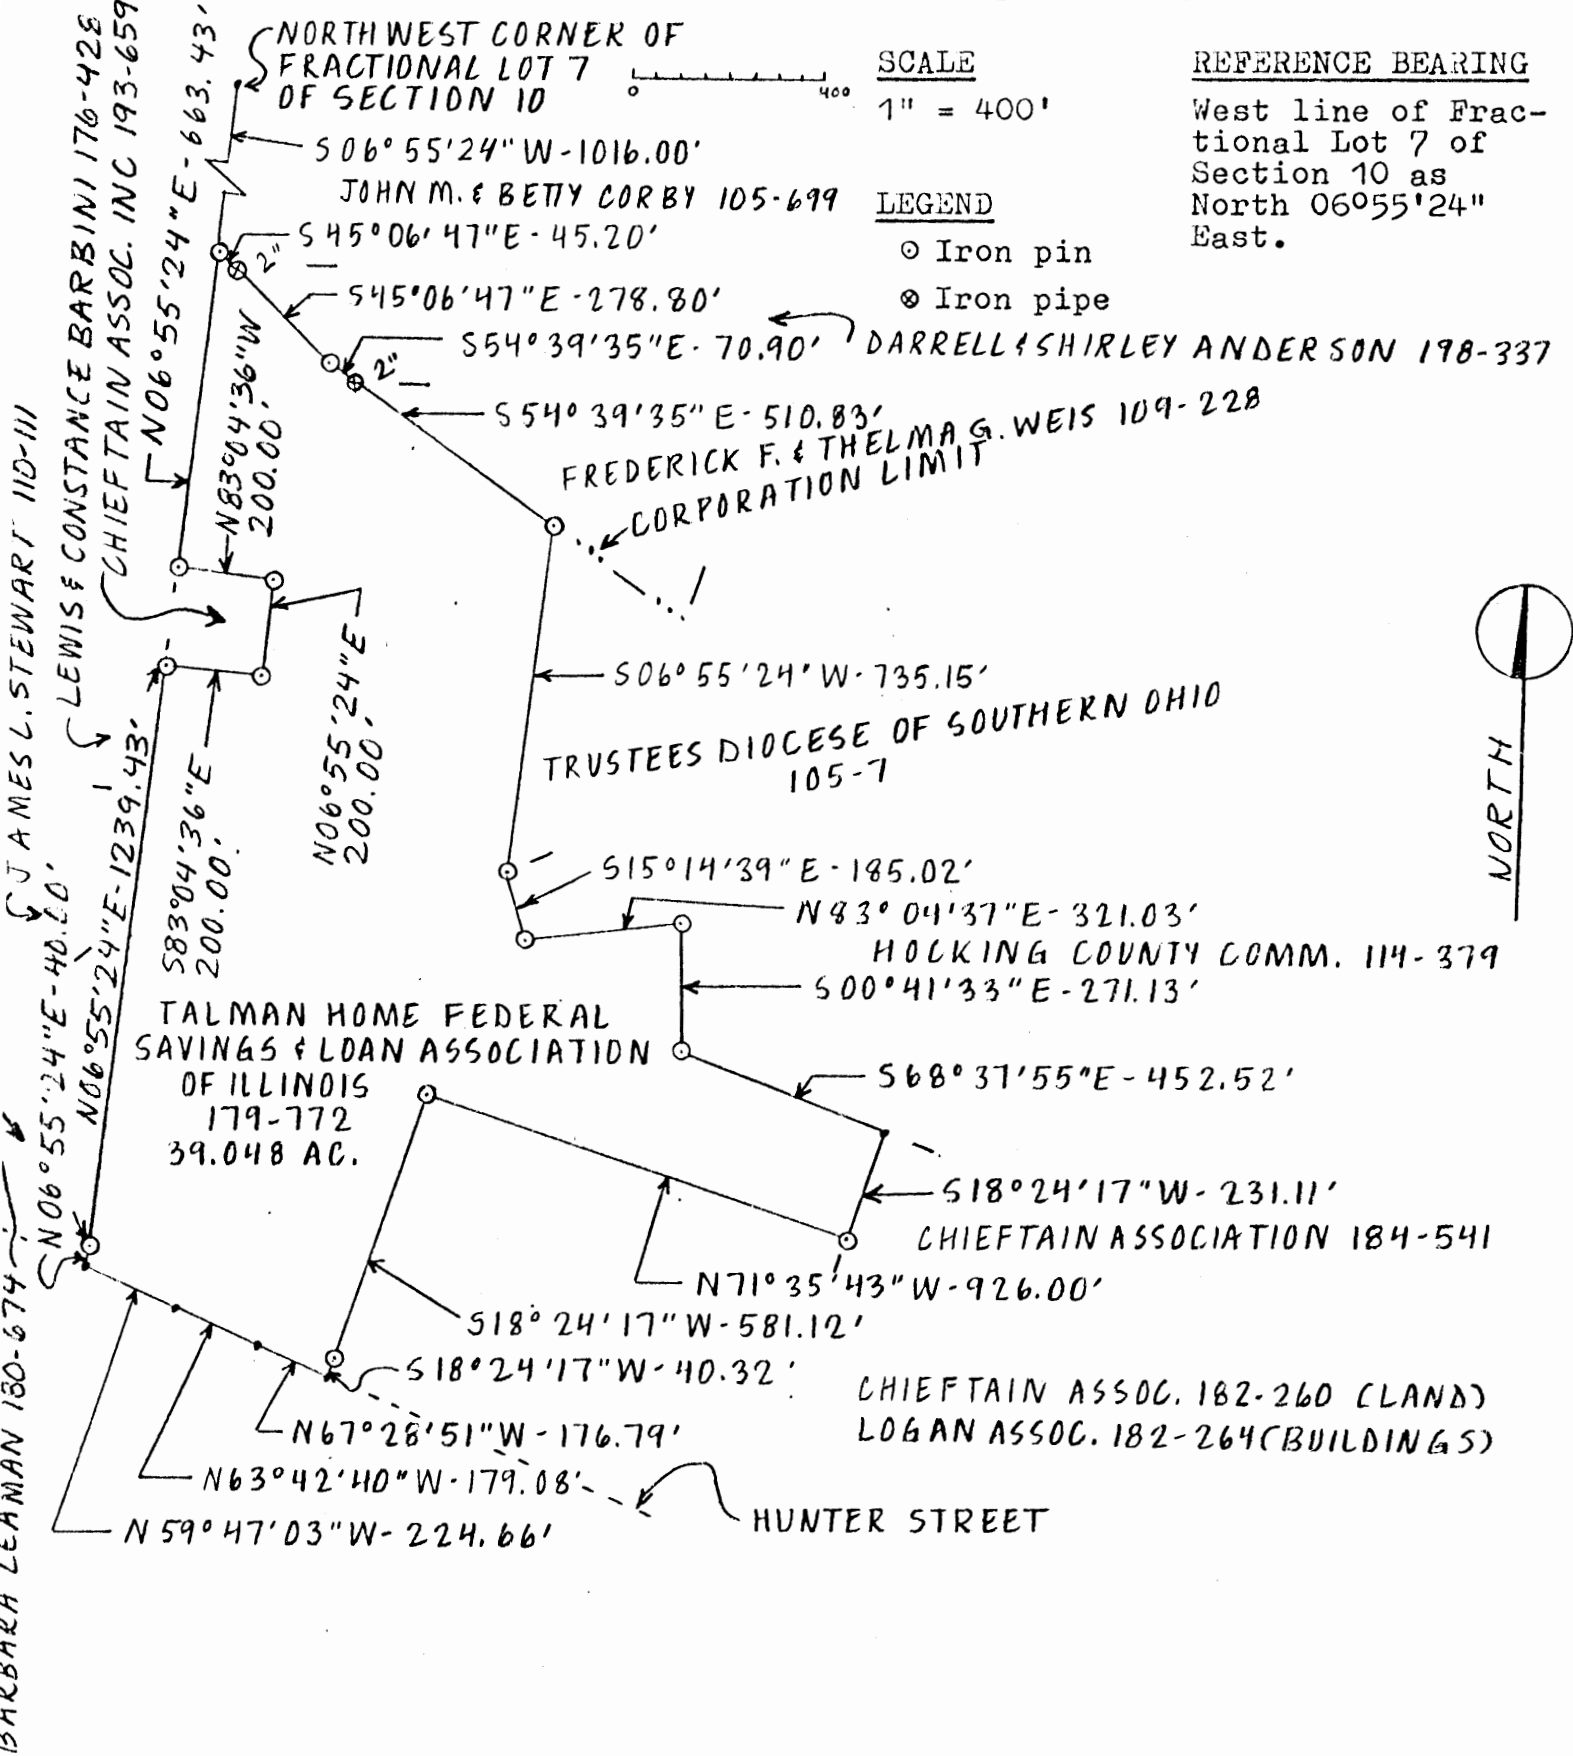 NORTHWEST CORNER OF
FRACTIONAL LOT 7
OF SECTION 10
0 400
SCALE
1" = 400'
REFERENCE BEARING
West line of Frac-
tional Lot 7 of
Section 10 as
North 06°55'24"
East.
S06°55'24"W-1016.00'
JOHN M. & BETTY CORBY 105-699
LEGEND
⊙ Iron pin
⊗ Iron pipe
S45°06'47"E-45.20'
2"
S45°06'47"E-278.80'
S54°39'35"E-70.90'
DARRELL & SHIRLEY ANDERSON 198-337
2"
S54°39'35"E-510.83'
FREDERICK F. & THELMA G. WEIS 109-228
CORPORATION LIMIT
JAMES L. STEWART 110-111
LEWIS & CONSTANCE BARBINI 176-428
CHIEFTAIN ASSOC. INC 193-659
N06°55'24"E-663.43'
N83°04'36"W
200.00'
N06°55'24"E
200.00'
S83°04'36"E
200.00'
N06°55'24"E-1239.43'
N06°55'24"E-40.00'
BARBARA LEAMAN 130-674
S06°55'24"W-735.15'
TRUSTEES DIOCESE OF SOUTHERN OHIO
105-7
NORTH
S15°14'39"E-185.02'
N83°04'37"E-321.03'
HOCKING COUNTY COMM. 114-379
S00°41'33"E-271.13'
TALMAN HOME FEDERAL
SAVINGS & LOAN ASSOCIATION
OF ILLINOIS
179-772
39.048 AC.
S68°37'55"E-452.52'
S18°24'17"W-231.11'
CHIEFTAIN ASSOCIATION 184-541
N71°35'43"W-926.00'
S18°24'17"W-581.12'
S18°24'17"W-40.32'
CHIEFTAIN ASSOC. 182-260 (LAND)
LOGAN ASSOC. 182-264 (BUILDINGS)
N67°28'51"W-176.79'
N63°42'40"W-179.08'
N59°47'03"W-224.66'
HUNTER STREET